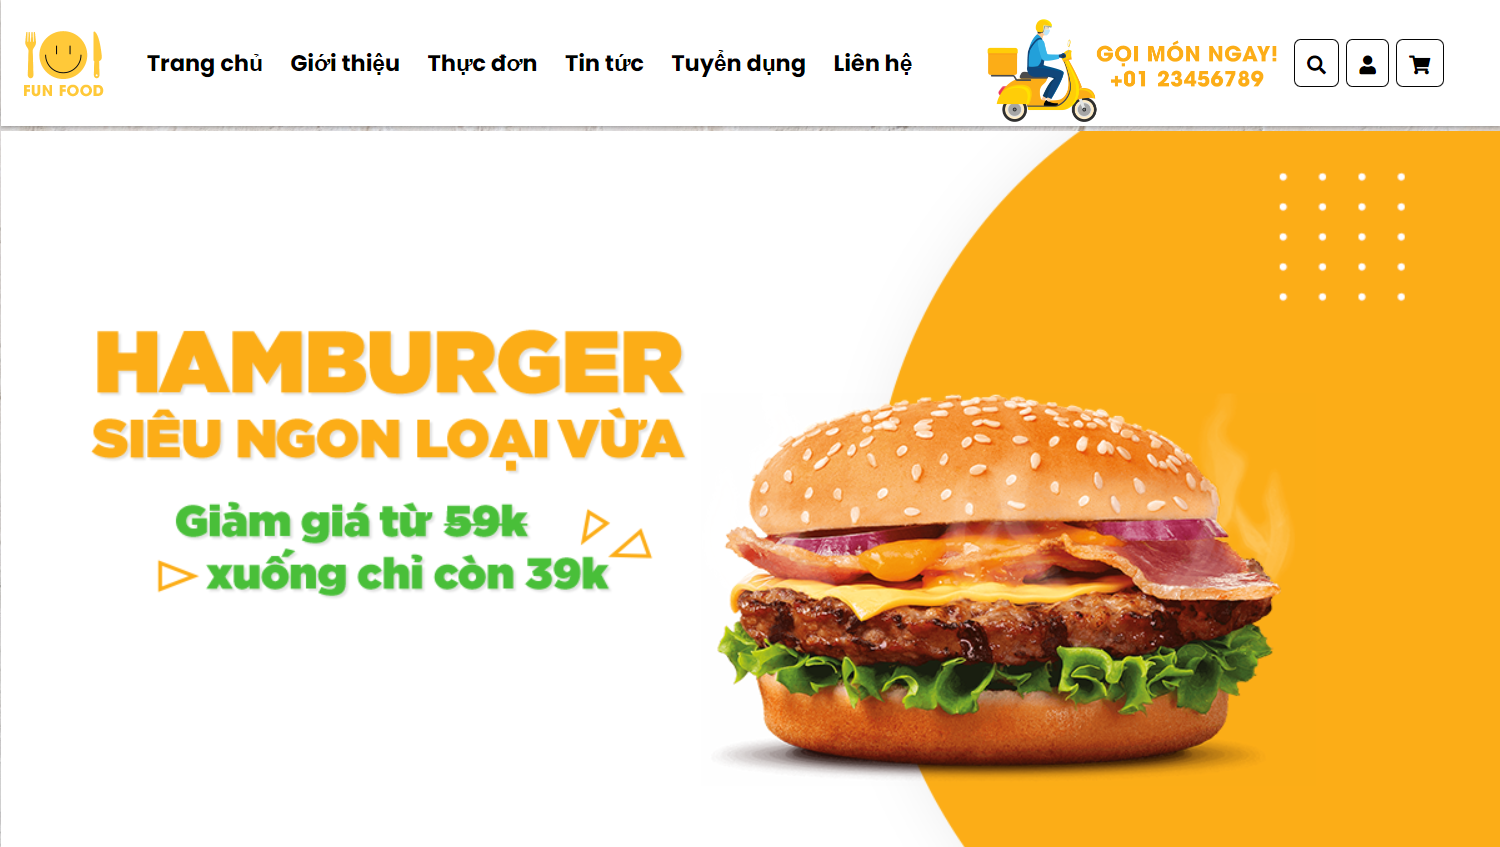 FUN FOOD
Trang chủ Giới thiệu Thực đơn Tin tức Tuyển dụng Liên hệ
GỌI MÓN NGAY!
+01 23456789
HAMBURGER
SIÊU NGON LOẠI VỪA
Giảm giá từ 59k
xuống chỉ còn 39k